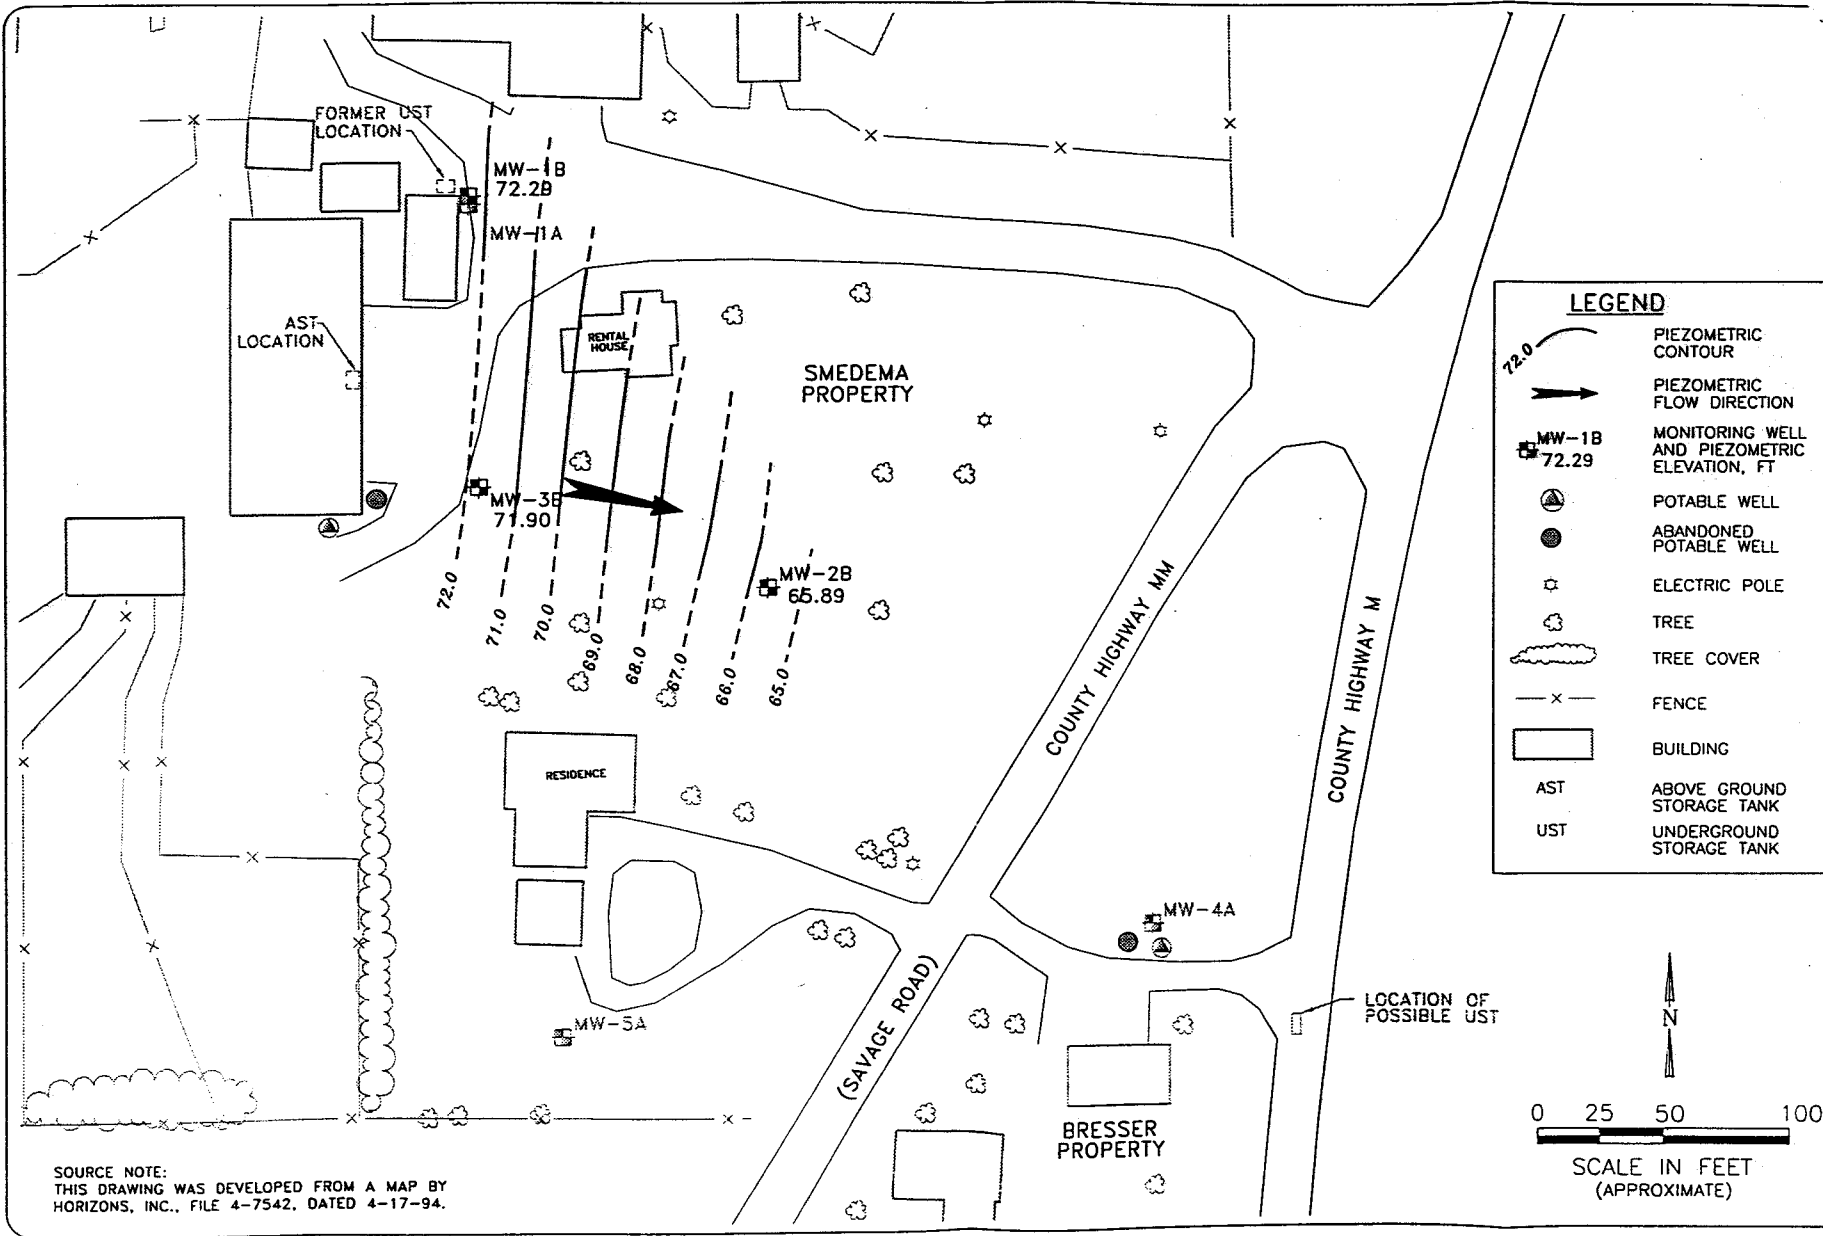 FORMER UST
LOCATION
MW-1B
72.29
MW-1A
AST
LOCATION
RENTAL
HOUSE
SMEDEMA
PROPERTY
MW-3B
71.90
MW-2B
65.89
72.0
71.0
70.0
69.0
68.0
67.0
66.0
65.0
RESIDENCE
COUNTY HIGHWAY MM
COUNTY HIGHWAY M
(SAVAGE ROAD)
MW-4A
MW-5A
LOCATION OF
POSSIBLE UST
BRESSER
PROPERTY
LEGEND
72.0
PIEZOMETRIC
CONTOUR
PIEZOMETRIC
FLOW DIRECTION
MW-1B
72.29
MONITORING WELL
AND PIEZOMETRIC
ELEVATION, FT
POTABLE WELL
ABANDONED
POTABLE WELL
ELECTRIC POLE
TREE
TREE COVER
FENCE
BUILDING
AST
ABOVE GROUND
STORAGE TANK
UST
UNDERGROUND
STORAGE TANK
N
0 25 50 100
SCALE IN FEET
(APPROXIMATE)
SOURCE NOTE:
THIS DRAWING WAS DEVELOPED FROM A MAP BY
HORIZONS, INC., FILE 4-7542, DATED 4-17-94.